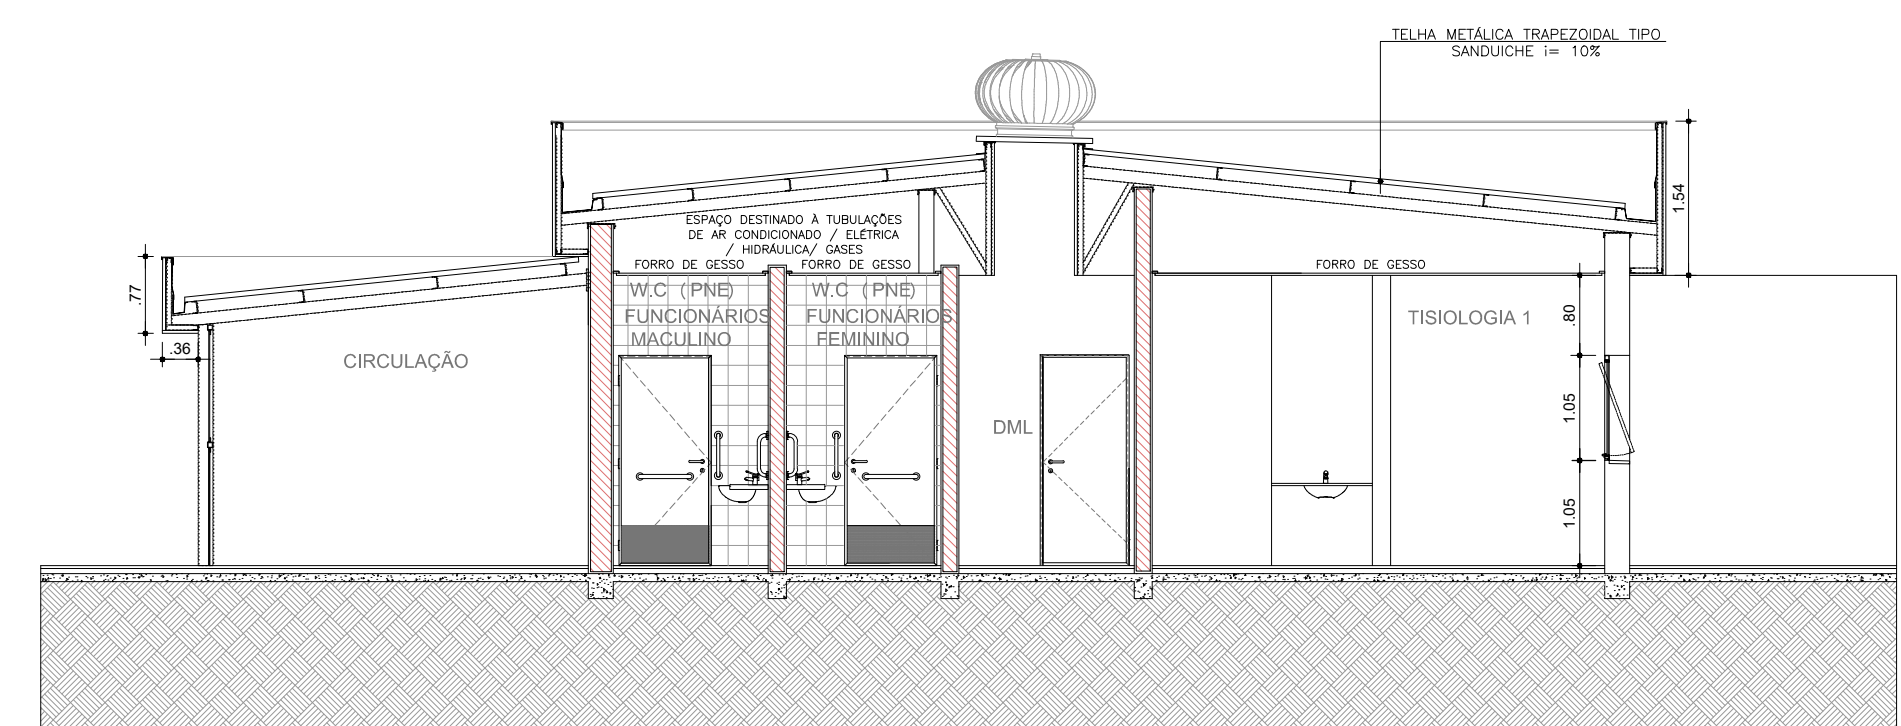 TELHA METÁLICA TRAPEZOIDAL TIPO
SANDUICHE i= 10%
1.54
ESPAÇO DESTINADO À TUBULAÇÕES
DE AR CONDICIONADO / ELÉTRICA
/ HIDRÁULICA/ GASES
FORRO DE GESSO
FORRO DE GESSO
FORRO DE GESSO
.77
.36
CIRCULAÇÃO
W.C (PNE)
FUNCIONÁRIOS
MACULINO
W.C (PNE)
FUNCIONÁRIOS
FEMININO
DML
TISIOLOGIA 1
.80
1.05
1.05